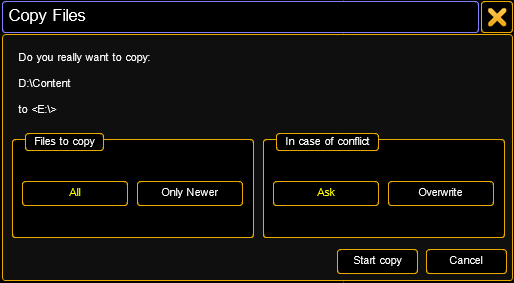 Copy Files
Do you really want to copy:
D:\Content
to <E:\>
Files to copy
In case of conflict
All
Only Newer
Ask
Overwrite
Start copy
Cancel